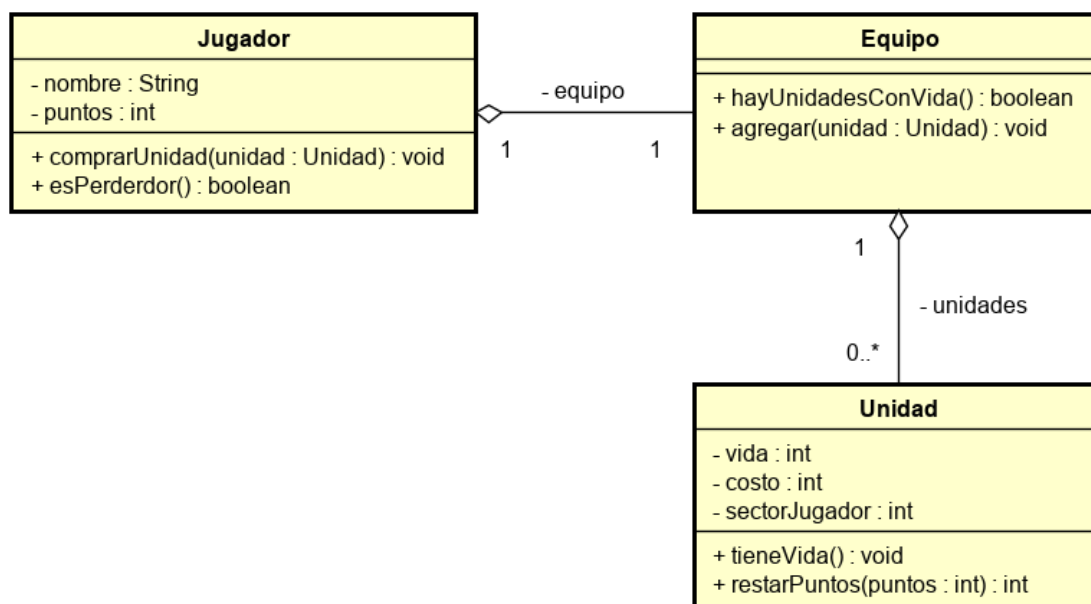 Jugador
- nombre : String
- puntos : int
+ comprarUnidad(unidad : Unidad) : void
+ esPerderdor() : boolean
- equipo
1
1
Equipo
+ hayUnidadesConVida() : boolean
+ agregar(unidad : Unidad) : void
1
- unidades
0..*
Unidad
- vida : int
- costo : int
- sectorJugador : int
+ tieneVida() : void
+ restarPuntos(puntos : int) : int